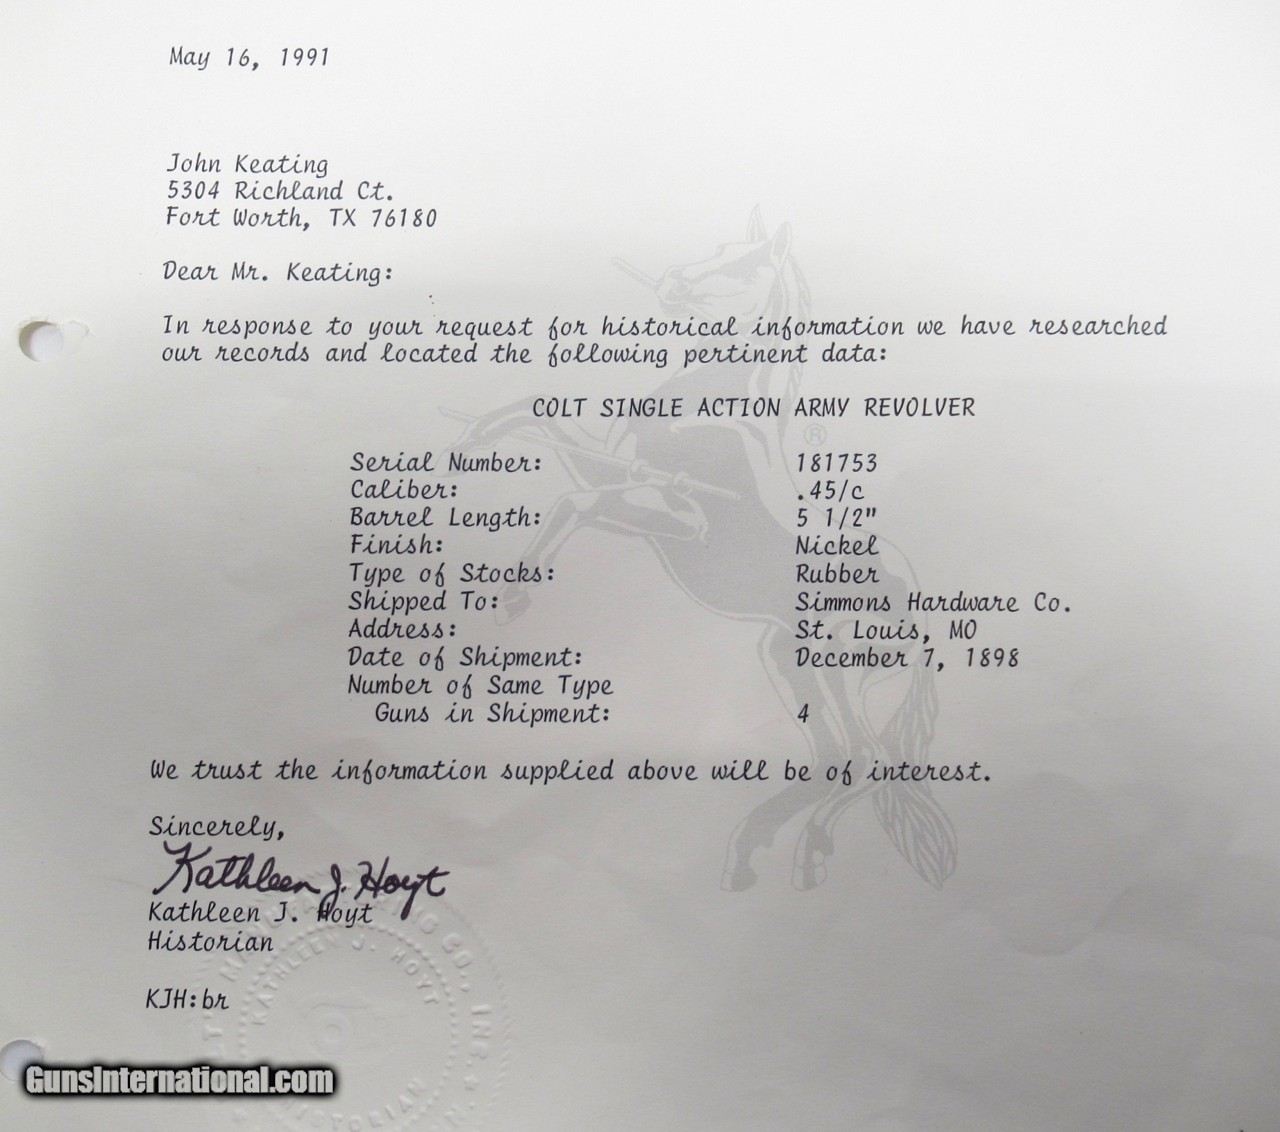 May 16, 1991
John Keating
5304 Richland Ct.
Fort Worth, TX 76180
Dear Mr. Keating:
In response to your request for historical information we have researched
our records and located the following pertinent data:
COLT SINGLE ACTION ARMY REVOLVER
®
Serial Number: 181753
Caliber: .45/c
Barrel Length: 5 1/2"
Finish: Nickel
Type of Stocks: Rubber
Shipped To: Simmons Hardware Co.
Address: St. Louis, MO
Date of Shipment: December 7, 1898
Number of Same Type
Guns in Shipment: 4
We trust the information supplied above will be of interest.
Sincerely,
Kathleen J. Hoyt
Kathleen J. Hoyt
Historian
KJH:br
KATHLEEN J. HOYT
HISTORIAN
CO., INC.
GunsInternational.com